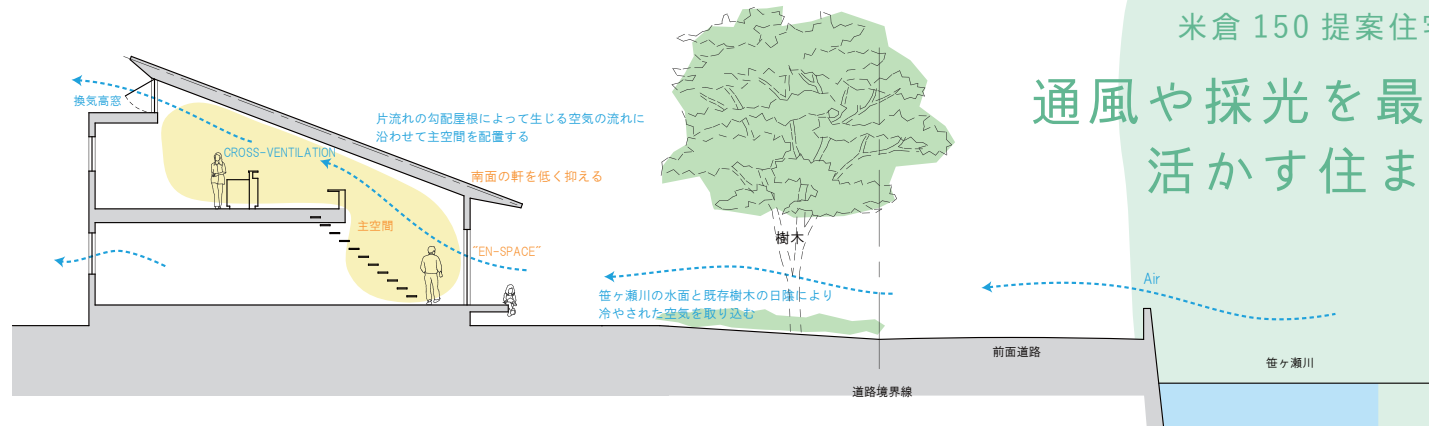 米倉 150 提案住宅
通風や採光を最
活かす住ま
換気高窓
片流れの勾配屋根によって生じる空気の流れに
沿わせて主空間を配置する
CROSS-VENTILATION
南面の軒を低く抑える
主空間
"EN-SPACE"
樹木
笹ヶ瀬川の水面と既存樹木の日陰により
冷やされた空気を取り込む
Air
前面道路
笹ヶ瀬川
道路境界線